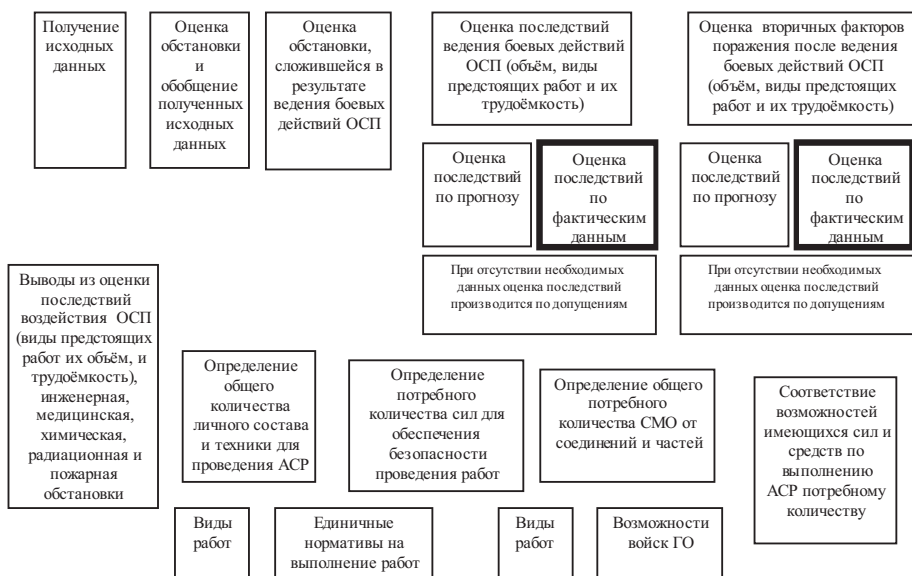 Получение
исходных
данных
Оценка
обстановки
и
обобщение
полученных
исходных
данных
Оценка
обстановки,
сложившейся в
результате
ведения боевых
действий ОСП
Оценка последствий
ведения боевых действий
ОСП (объём, виды
предстоящих работ и их
трудоёмкость)
Оценка вторичных факторов
поражения после ведения
боевых действий ОСП
(объём, виды предстоящих
работ и их трудоёмкость)
Оценка
последствий
по прогнозу
Оценка
последствий
по
фактическим
данным
Оценка
последствий
по прогнозу
Оценка
последствий
по
фактическим
данным
При отсутствии необходимых
данных оценка последствий
производится по допущениям
При отсутствии необходимых
данных оценка последствий
производится по допущениям
Выводы из оценки
последствий
воздействия ОСП
(виды предстоящих
работ их объём, и
трудоёмкость),
инженерная,
медицинская,
химическая,
радиационная и
пожарная
обстановки
Определение
общего
количества
личного состава
и техники для
проведения АСР
Определение
потребного
количества сил для
обеспечения
безопасности
проведения работ
Определение общего
потребного
количества СМО от
соединений и частей
Соответствие
возможностей
имеющихся сил и
средств по
выполнению
АСР потребному
количеству
Виды
работ
Единичные
нормативы на
выполнение работ
Виды
работ
Возможности
войск ГО